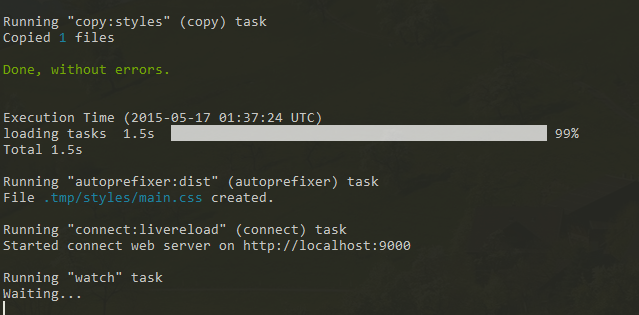 Running "copy:styles" (copy) task
Copied 1 files
Done, without errors.
Execution Time (2015-05-17 01:37:24 UTC)
loading tasks  1.5s  99%
Total 1.5s
Running "autoprefixer:dist" (autoprefixer) task
File .tmp/styles/main.css created.
Running "connect:livereload" (connect) task
Started connect web server on http://localhost:9000
Running "watch" task
Waiting...